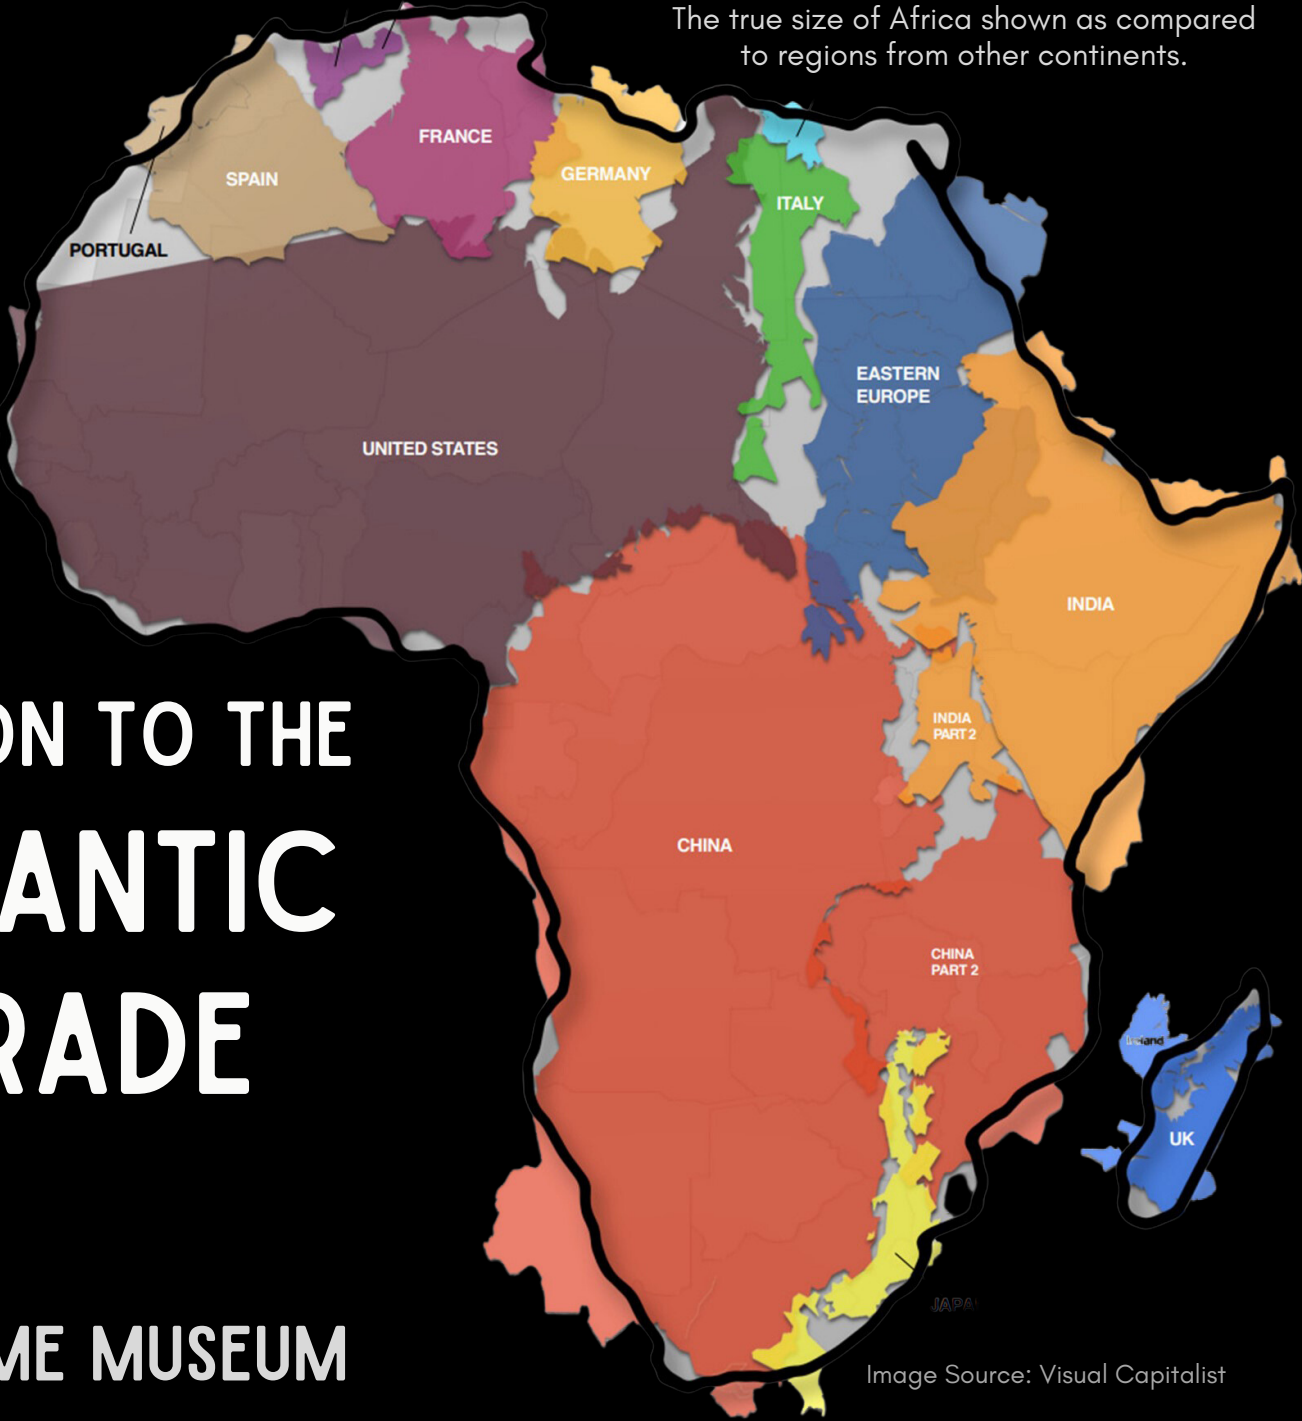 The true size of Africa shown as compared
to regions from other continents.
SPAIN
FRANCE
GERMANY
ITALY
PORTUGAL
EASTERN
EUROPE
UNITED STATES
INDIA
INDIA
PART 2
ON TO THE
ANTIC
RADE
CHINA
CHINA
PART 2
UK
ME MUSEUM
Image Source: Visual Capitalist